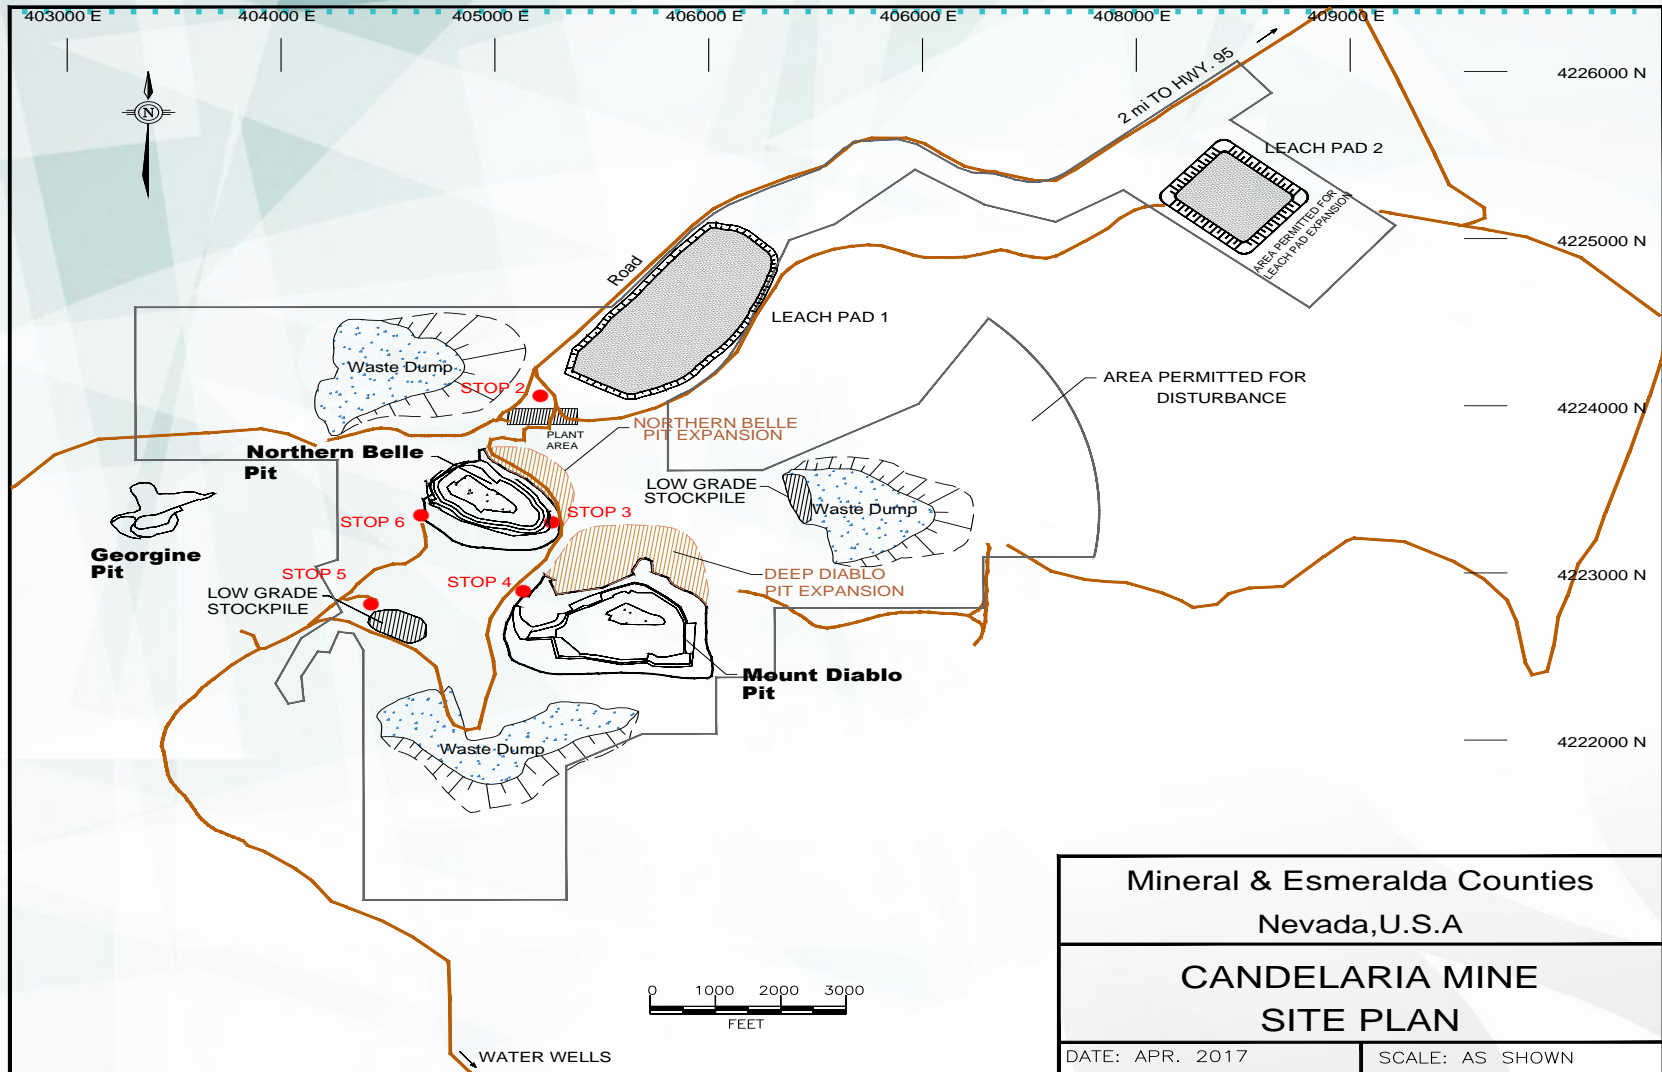 403000 E
404000 E
405000 E
406000 E
406000 E
408000 E
409000 E
4226000 N
N
2 mi TO HWY. 95
LEACH PAD 2
AREA PERMITTED FOR
LEACH PAD EXPANSION
4225000 N
Road
LEACH PAD 1
Waste Dump
STOP 2
AREA PERMITTED FOR
DISTURBANCE
4224000 N
PLANT
AREA
NORTHERN BELLE
PIT EXPANSION
Northern Belle
Pit
LOW GRADE
STOCKPILE
Waste Dump
STOP 6
STOP 3
Georgine
Pit
STOP 5
STOP 4
DEEP DIABLO
PIT EXPANSION
4223000 N
LOW GRADE
STOCKPILE
Mount Diablo
Pit
Waste Dump
4222000 N
Mineral & Esmeralda Counties
Nevada,U.S.A
CANDELARIA MINE
SITE PLAN
0 1000 2000 3000
FEET
DATE: APR. 2017
SCALE: AS SHOWN
WATER WELLS